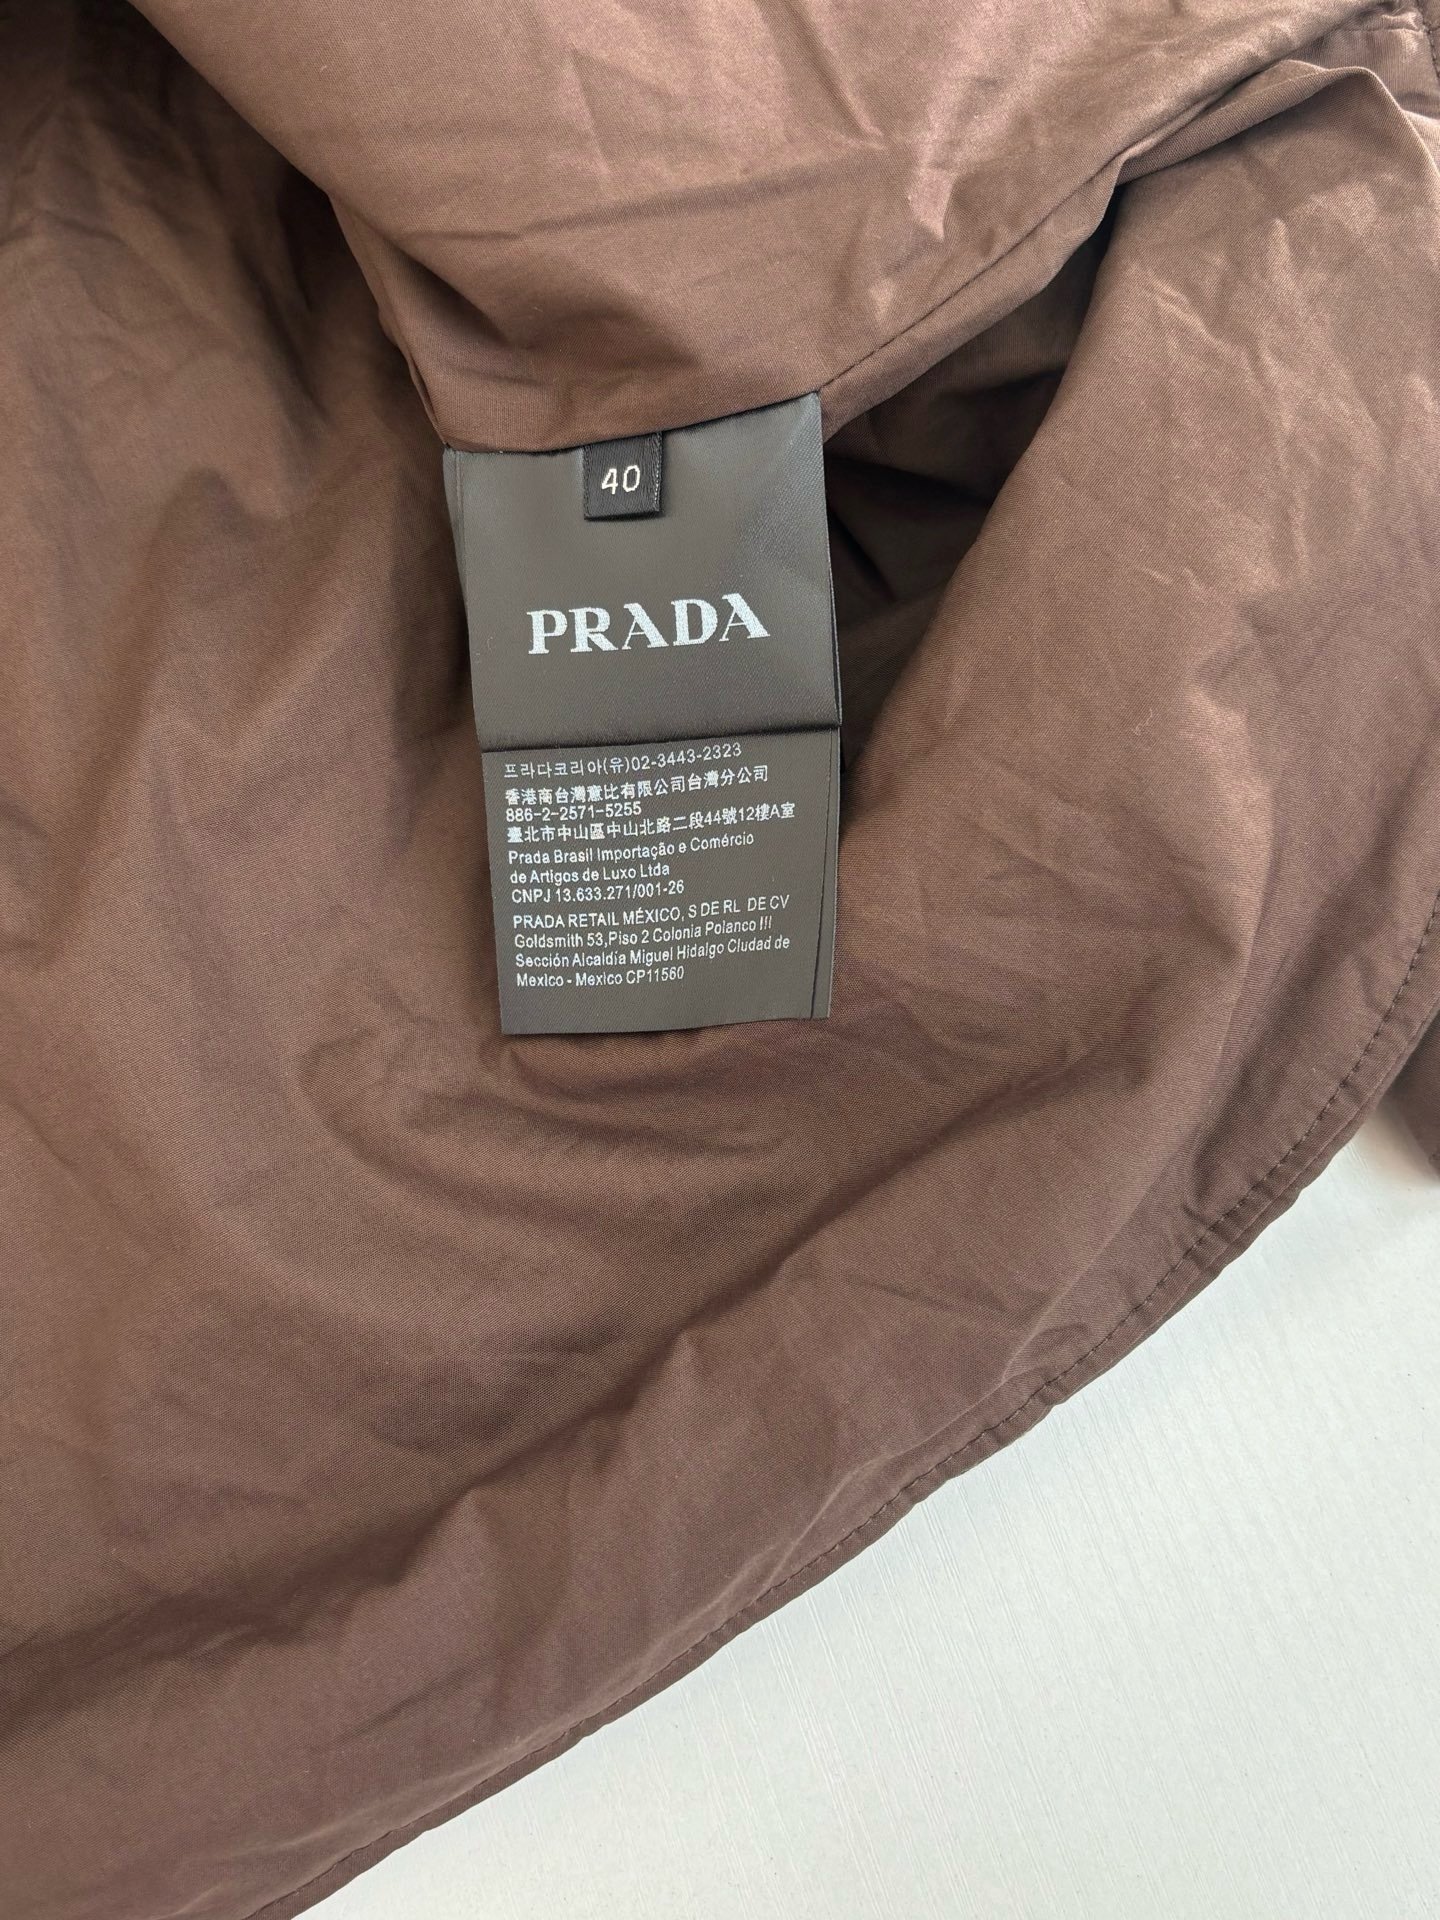 40
PRADA
프라다코리아(유)02-3443-2323
香港商台灣意比有限公司台灣分公司
886-2-2571-5255
臺北市中山區中山北路二段44號12樓A室
Prada Brasil Importação e Comércio
de Artigos de Luxo Ltda
CNPJ 13.633.271/001-26
PRADA RETAIL MÉXICO, S DE RL DE CV
Goldsmith 53,Piso 2 Colonia Polanco III
Sección Alcaldía Miguel Hidalgo Ciudad de
Mexico - Mexico CP11560